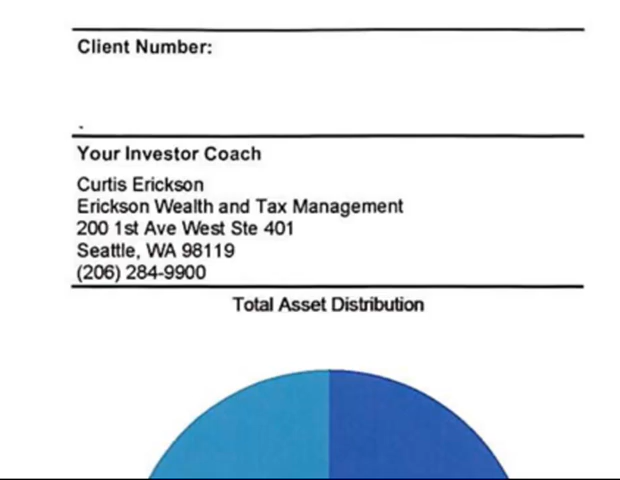 Client Number:
Your Investor Coach
Curtis Erickson
Erickson Wealth and Tax Management
200 1st Ave West Ste 401
Seattle, WA 98119
(206) 284-9900
Total Asset Distribution